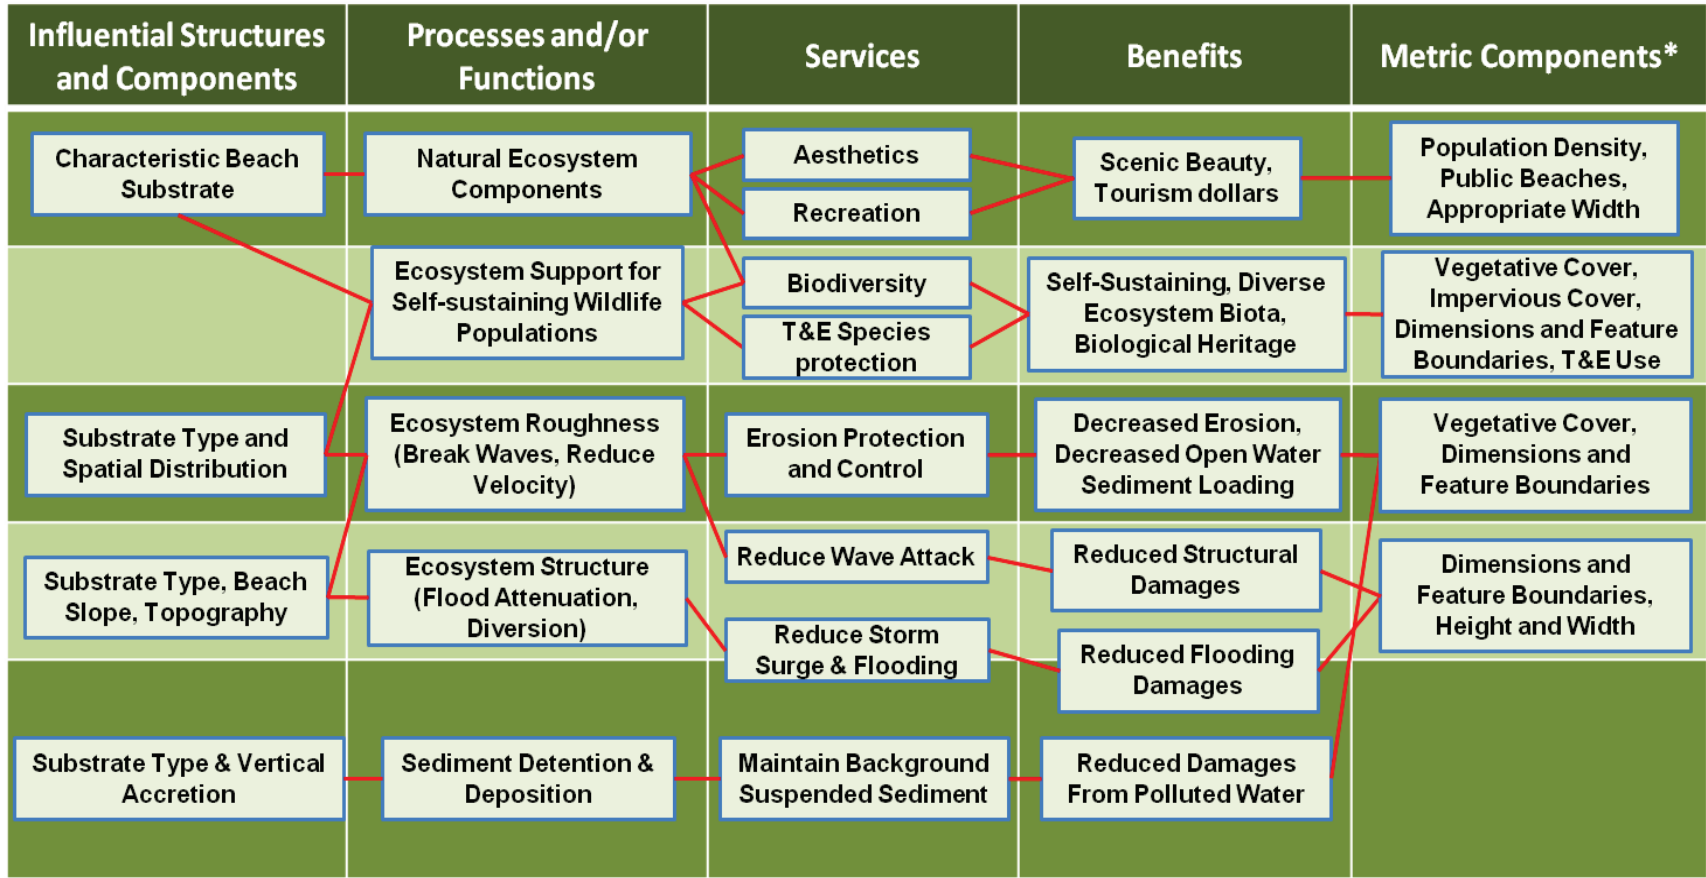 Influential Structures
and Components
Processes and/or
Functions
Services
Benefits
Metric Components*
Characteristic Beach
Substrate
Natural Ecosystem
Components
Aesthetics
Recreation
Scenic Beauty,
Tourism dollars
Population Density,
Public Beaches,
Appropriate Width
Ecosystem Support for
Self-sustaining Wildlife
Populations
Biodiversity
T&E Species
protection
Self-Sustaining, Diverse
Ecosystem Biota,
Biological Heritage
Vegetative Cover,
Impervious Cover,
Dimensions and Feature
Boundaries, T&E Use
Substrate Type and
Spatial Distribution
Ecosystem Roughness
(Break Waves, Reduce
Velocity)
Erosion Protection
and Control
Decreased Erosion,
Decreased Open Water
Sediment Loading
Vegetative Cover,
Dimensions and
Feature Boundaries
Substrate Type, Beach
Slope, Topography
Ecosystem Structure
(Flood Attenuation,
Diversion)
Reduce Wave Attack
Reduce Storm
Surge & Flooding
Reduced Structural
Damages
Reduced Flooding
Damages
Dimensions and
Feature Boundaries,
Height and Width
Substrate Type & Vertical
Accretion
Sediment Detention &
Deposition
Maintain Background
Suspended Sediment
Reduced Damages
From Polluted Water